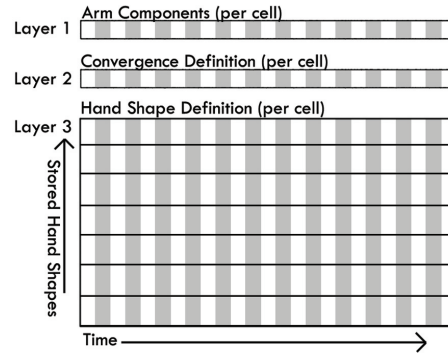 Arm Components (per cell)
Layer 1
Convergence Definition (per cell)
Layer 2
Hand Shape Definition (per cell)
Layer 3
Stored Hand Shapes
Time